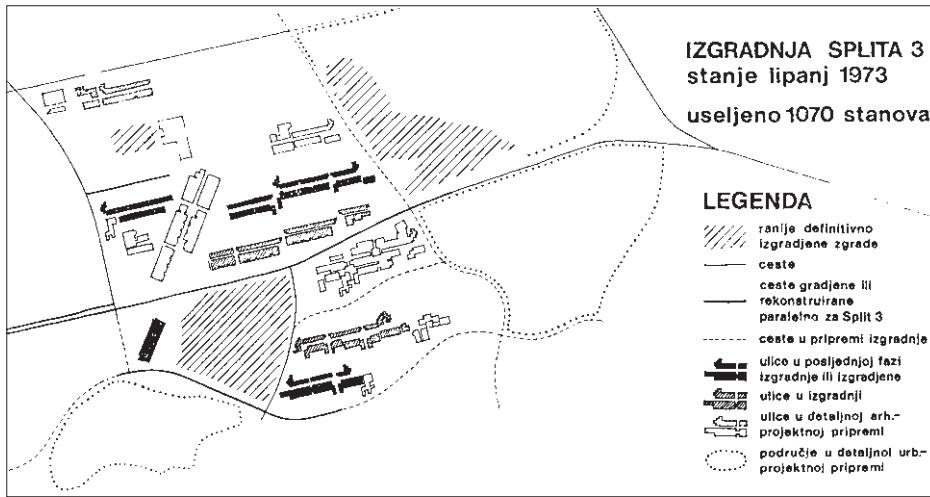 IZGRADNJA SPLITA 3
stanje lipanj 1973
useljeno 1070 stanova
LEGENDA
ranije definitivno
izgradjene zgrade
ceste
ceste gradjene ili
rekonstruirane
paralelno za Split 3
ceste u pripremi izgradnje
ulice u posljednjoj fazi
izgradnje ili izgradjene
ulice u izgradnji
ulice u detaljnoj arh.-
projektnoj pripremi
područje u detaljnoj urb.-
projektnoj pripremi